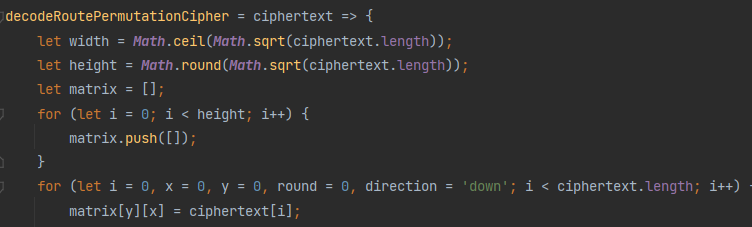 decodeRoutePermutationCipher = ciphertext => {
    let width = Math.ceil(Math.sqrt(ciphertext.length));
    let height = Math.round(Math.sqrt(ciphertext.length));
    let matrix = [];
    for (let i = 0; i < height; i++) {
        matrix.push([]);
    }
    for (let i = 0, x = 0, y = 0, round = 0, direction = 'down'; i < ciphertext.length; i++) {
        matrix[y][x] = ciphertext[i];